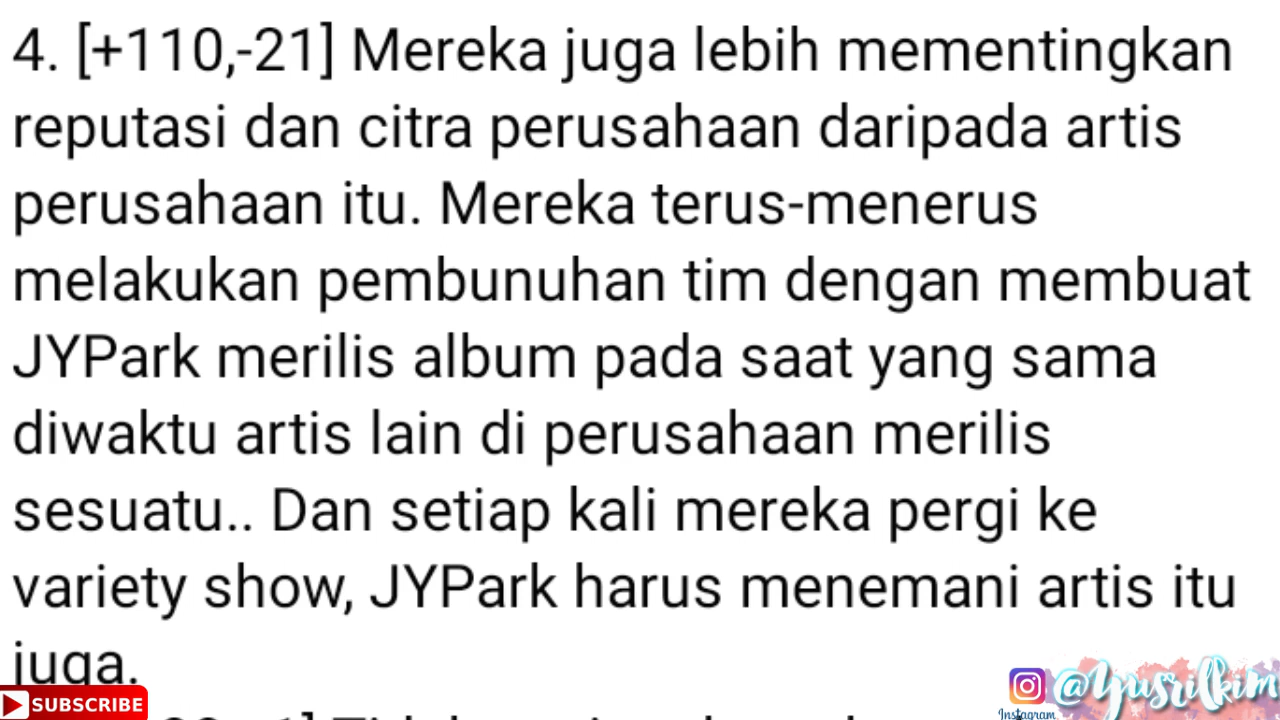 4. [+110,-21] Mereka juga lebih mementingkan
reputasi dan citra perusahaan daripada artis
perusahaan itu. Mereka terus-menerus
melakukan pembunuhan tim dengan membuat
JYPark merilis album pada saat yang sama
diwaktu artis lain di perusahaan merilis
sesuatu.. Dan setiap kali mereka pergi ke
variety show, JYPark harus menemani artis itu
juga.
SUBSCRIBE
@Yusrilkim
Instagram